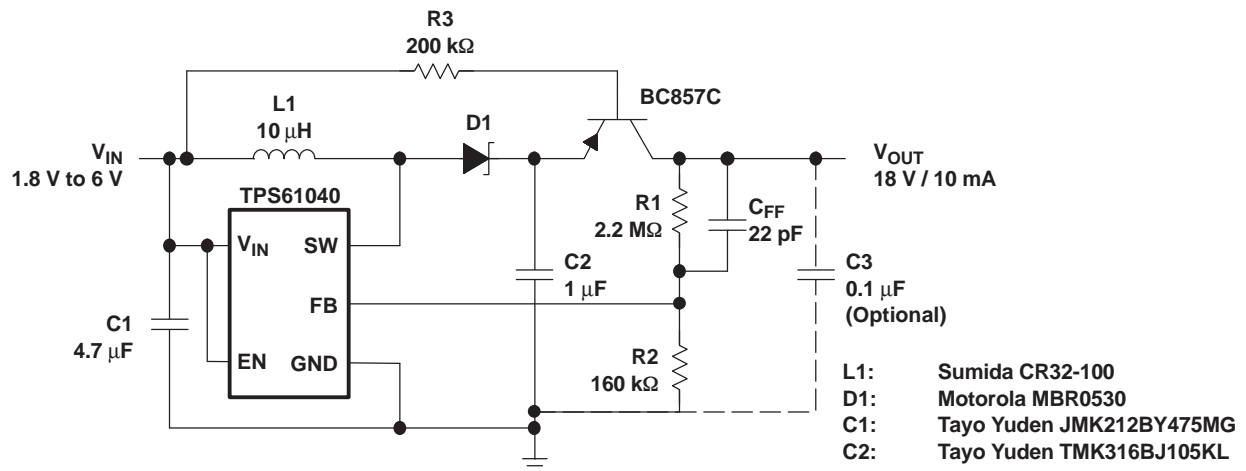 R3
200 kΩ
BC857C
L1
10 μH
D1
VIN
1.8 V to 6 V
VOUT
18 V / 10 mA
TPS61040
VIN
SW
FB
EN
GND
C1
4.7 μF
C2
1 μF
R1
2.2 MΩ
CFF
22 pF
C3
0.1 μF
(Optional)
R2
160 kΩ
L1: Sumida CR32-100
D1: Motorola MBR0530
C1: Tayo Yuden JMK212BY475MG
C2: Tayo Yuden TMK316BJ105KL